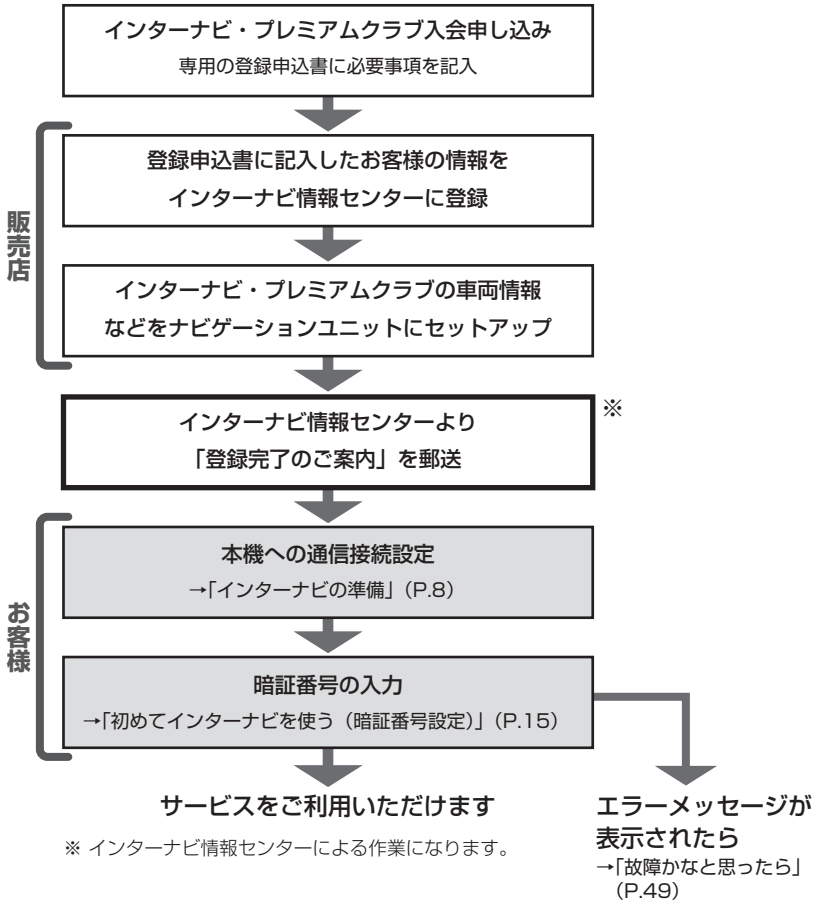 インターナビ・プレミアムクラブ入会申し込み
専用の登録申込書に必要事項を記入
販売店
登録申込書に記入したお客様の情報を
インターナビ情報センターに登録
インターナビ・プレミアムクラブの車両情報
などをナビゲーションユニットにセットアップ
インターナビ情報センターより
「登録完了のご案内」を郵送
※
お客様
本機への通信接続設定
→「インターナビの準備」（P.8）
暗証番号の入力
→「初めてインターナビを使う（暗証番号設定）」（P.15）
サービスをご利用いただけます
※ インターナビ情報センターによる作業になります。
エラーメッセージが
表示されたら
→「故障かなと思ったら」
（P.49）